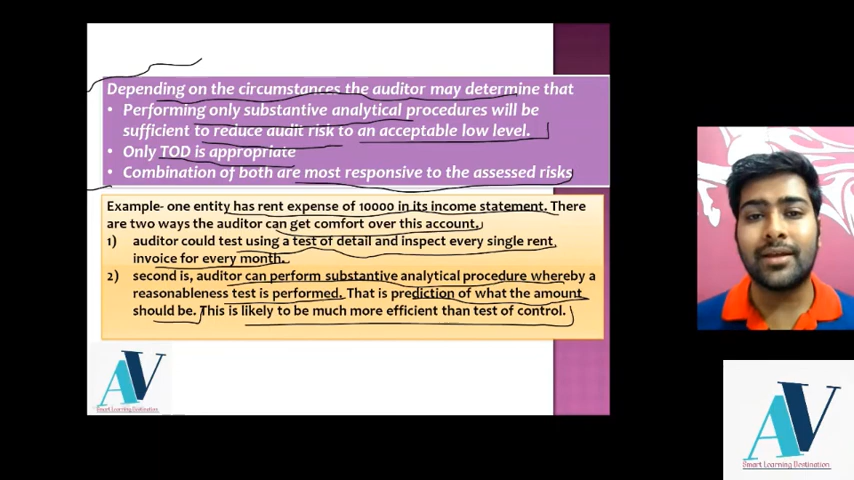 Depending on the circumstances the auditor may determine that
• Performing only substantive analytical procedures will be
sufficient to reduce audit risk to an acceptable low level.
• Only TOD is appropriate
• Combination of both are most responsive to the assessed risks
Example- one entity has rent expense of 10000 in its income statement. There
are two ways the auditor can get comfort over this account,
1) auditor could test using a test of detail and inspect every single rent
invoice for every month.
2) second is, auditor can perform substantive analytical procedure whereby a
reasonableness test is performed. That is prediction of what the amount
should be. This is likely to be much more efficient than test of control.
AV
Smart Learning Destination
AV
Smart Learning Destination